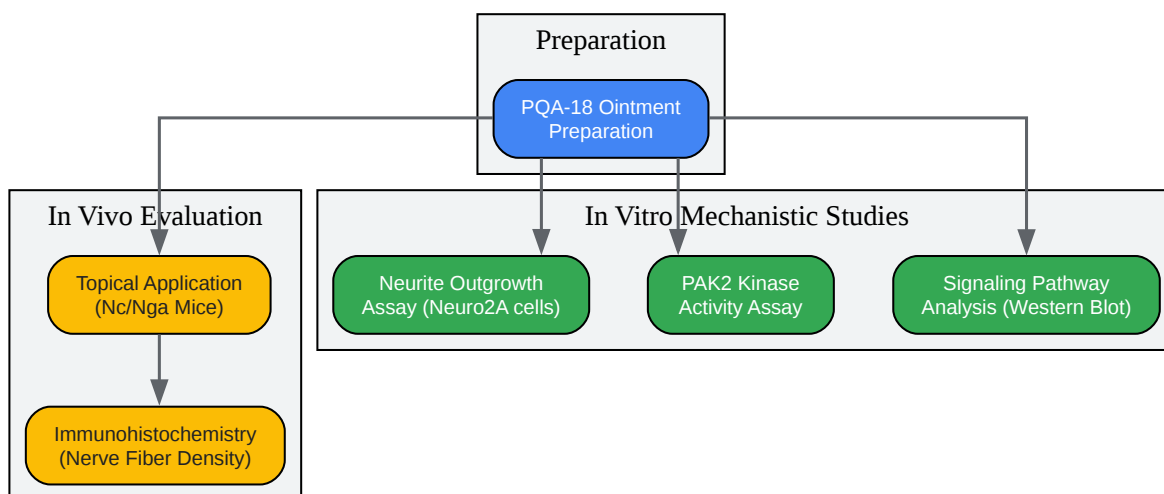 Preparation
PQA-18 Ointment
Preparation
In Vivo Evaluation
Topical Application
(Nc/Nga Mice)
Immunohistochemistry
(Nerve Fiber Density)
In Vitro Mechanistic Studies
Neurite Outgrowth
Assay (Neuro2A cells)
PAK2 Kinase
Activity Assay
Signaling Pathway
Analysis (Western Blot)